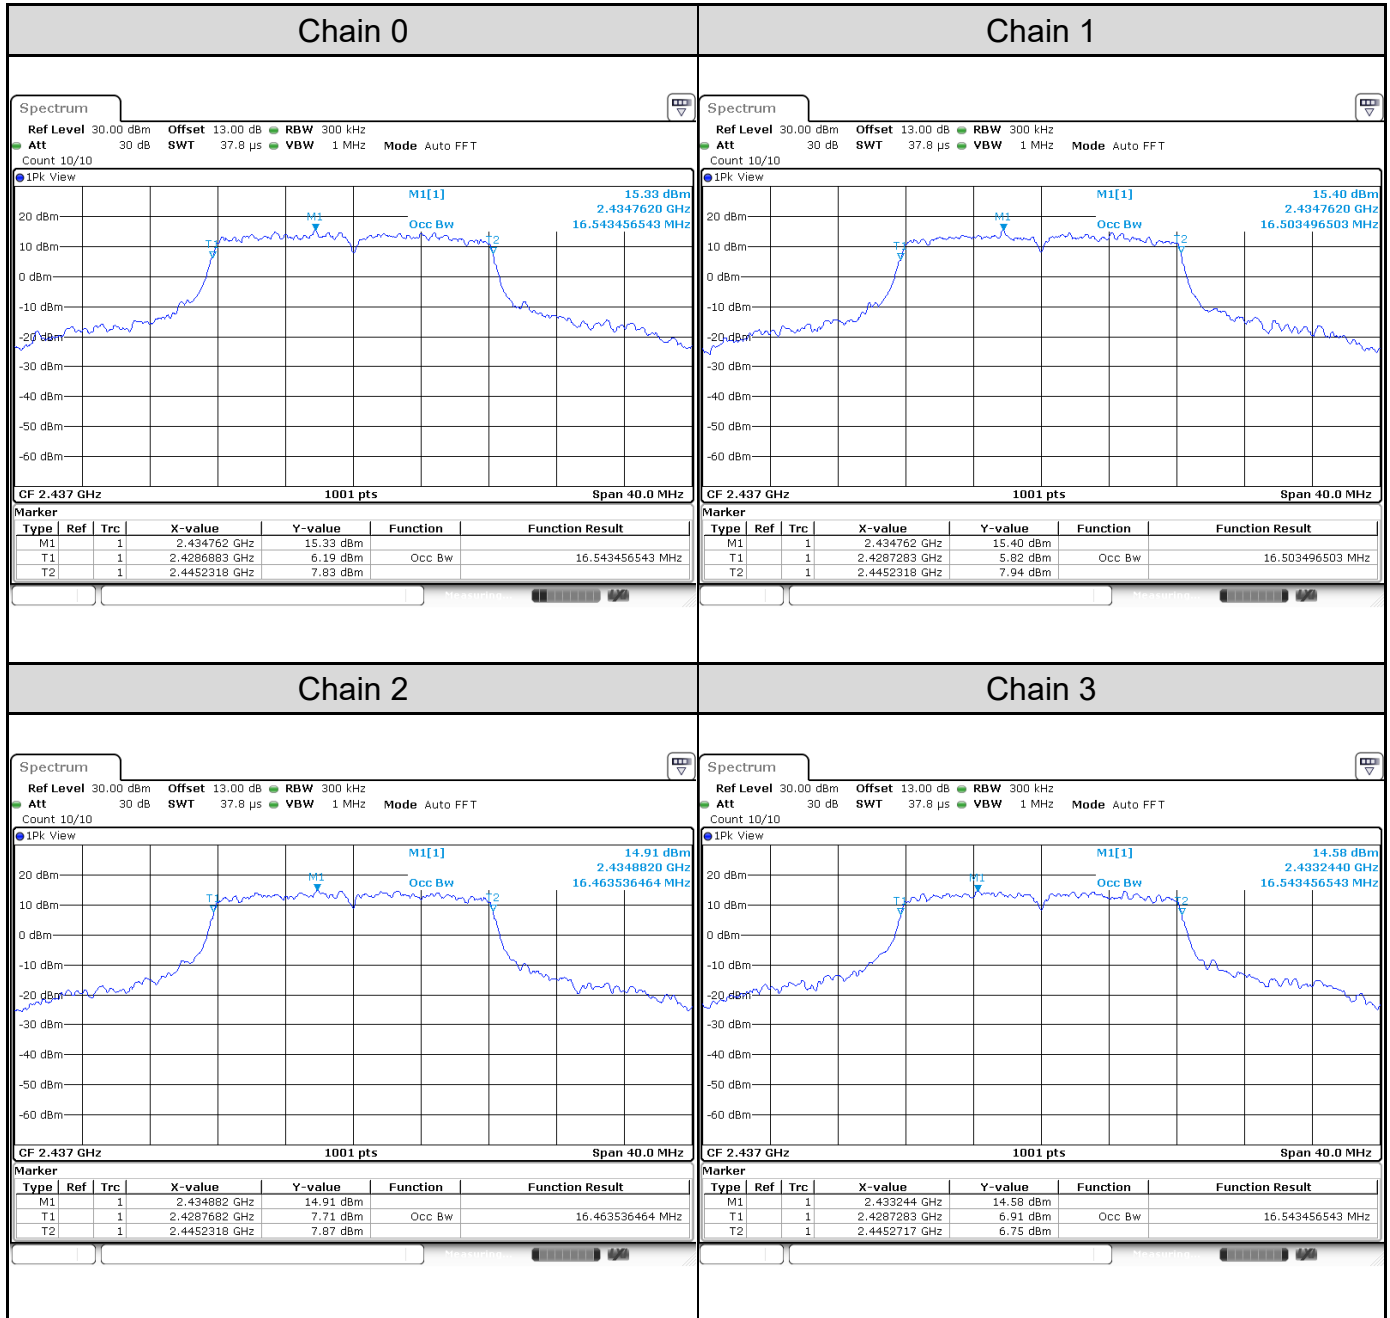 Chain 0
Spectrum
Ref Level 30.00 dBm Offset 13.00 dB RBW 300 kHz
Att 30 dB SWT 37.8 µs VBW 1 MHz Mode Auto FFT
Count 10/10
1Pk View
M1[1] 15.33 dBm
2.4347620 GHz
Occ Bw 16.543456543 MHz
M1
T1
T2
20 dBm
10 dBm
0 dBm
-10 dBm
-20 dBm
-30 dBm
-40 dBm
-50 dBm
-60 dBm
CF 2.437 GHz 1001 pts Span 40.0 MHz
Marker
Type Ref Trc X-value Y-value Function Function Result
M1 1 2.434762 GHz 15.33 dBm
T1 1 2.4286883 GHz 6.19 dBm Occ Bw 16.543456543 MHz
T2 1 2.4452318 GHz 7.83 dBm
Measuring...
Chain 1
Spectrum
Ref Level 30.00 dBm Offset 13.00 dB RBW 300 kHz
Att 30 dB SWT 37.8 µs VBW 1 MHz Mode Auto FFT
Count 10/10
1Pk View
M1[1] 15.40 dBm
2.4347620 GHz
Occ Bw 16.503496503 MHz
M1
T1
T2
20 dBm
10 dBm
0 dBm
-10 dBm
-20 dBm
-30 dBm
-40 dBm
-50 dBm
-60 dBm
CF 2.437 GHz 1001 pts Span 40.0 MHz
Marker
Type Ref Trc X-value Y-value Function Function Result
M1 1 2.434762 GHz 15.40 dBm
T1 1 2.4287283 GHz 5.82 dBm Occ Bw 16.503496503 MHz
T2 1 2.4452318 GHz 7.94 dBm
Measuring...
Chain 2
Spectrum
Ref Level 30.00 dBm Offset 13.00 dB RBW 300 kHz
Att 30 dB SWT 37.8 µs VBW 1 MHz Mode Auto FFT
Count 10/10
1Pk View
M1[1] 14.91 dBm
2.4348820 GHz
Occ Bw 16.463536464 MHz
M1
T1
T2
20 dBm
10 dBm
0 dBm
-10 dBm
-20 dBm
-30 dBm
-40 dBm
-50 dBm
-60 dBm
CF 2.437 GHz 1001 pts Span 40.0 MHz
Marker
Type Ref Trc X-value Y-value Function Function Result
M1 1 2.434882 GHz 14.91 dBm
T1 1 2.4287682 GHz 7.71 dBm Occ Bw 16.463536464 MHz
T2 1 2.4452318 GHz 7.87 dBm
Measuring...
Chain 3
Spectrum
Ref Level 30.00 dBm Offset 13.00 dB RBW 300 kHz
Att 30 dB SWT 37.8 µs VBW 1 MHz Mode Auto FFT
Count 10/10
1Pk View
M1[1] 14.58 dBm
2.4332440 GHz
Occ Bw 16.543456543 MHz
M1
T1
T2
20 dBm
10 dBm
0 dBm
-10 dBm
-20 dBm
-30 dBm
-40 dBm
-50 dBm
-60 dBm
CF 2.437 GHz 1001 pts Span 40.0 MHz
Marker
Type Ref Trc X-value Y-value Function Function Result
M1 1 2.433244 GHz 14.58 dBm
T1 1 2.4287283 GHz 6.91 dBm Occ Bw 16.543456543 MHz
T2 1 2.4452717 GHz 6.75 dBm
Measuring...